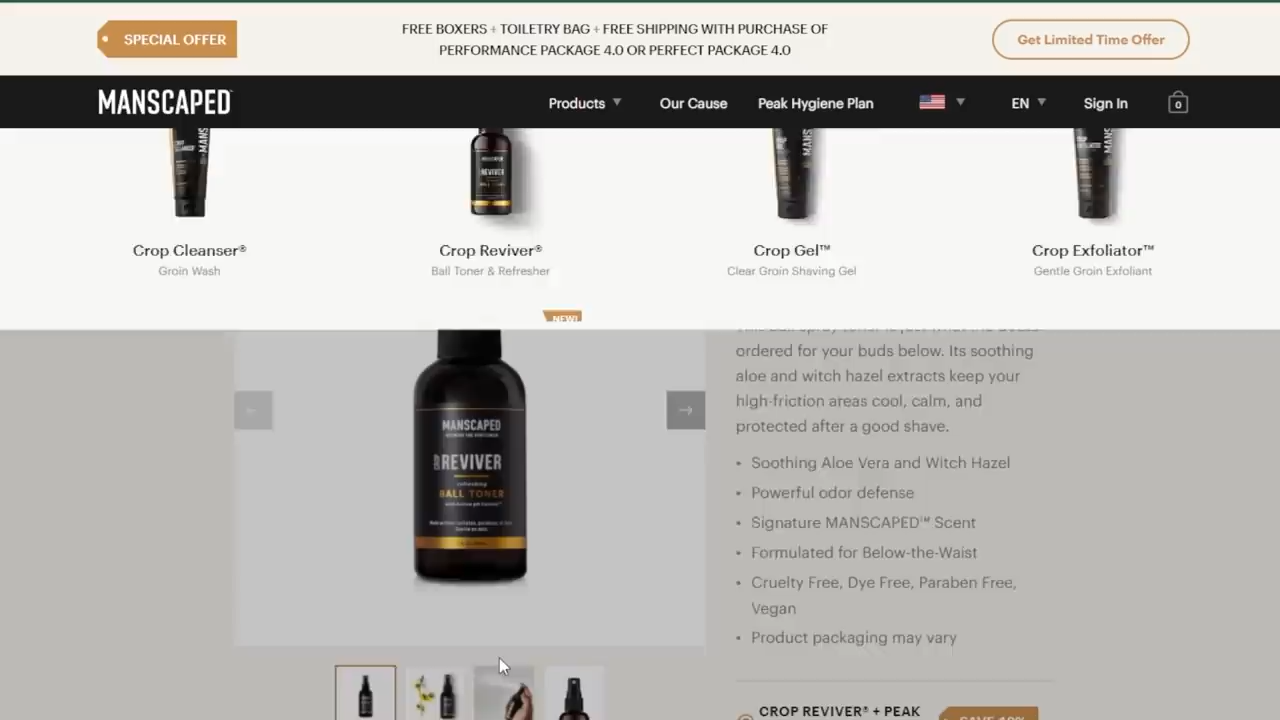 SPECIAL OFFER
FREE BOXERS + TOILETRY BAG + FREE SHIPPING WITH PURCHASE OF
PERFORMANCE PACKAGE 4.0 OR PERFECT PACKAGE 4.0
Get Limited Time Offer
MANSCAPED
Products
Our Cause
Peak Hygiene Plan
EN
Sign In
0
Crop Cleanser®
Groin Wash
Crop Reviver®
Ball Toner & Refresher
Crop Gel™
Clear Groin Shaving Gel
Crop Exfoliator™
Gentle Groin Exfoliant
NEW!
ordered for your buds below. Its soothing
aloe and witch hazel extracts keep your
high-friction areas cool, calm, and
protected after a good shave.
• Soothing Aloe Vera and Witch Hazel
• Powerful odor defense
• Signature MANSCAPED™ Scent
• Formulated for Below-the-Waist
• Cruelty Free, Dye Free, Paraben Free,
Vegan
• Product packaging may vary
MANSCAPED
REVIVER
refreshing
BALL TONER
CROP REVIVER® + PEAK
SAVE 10%